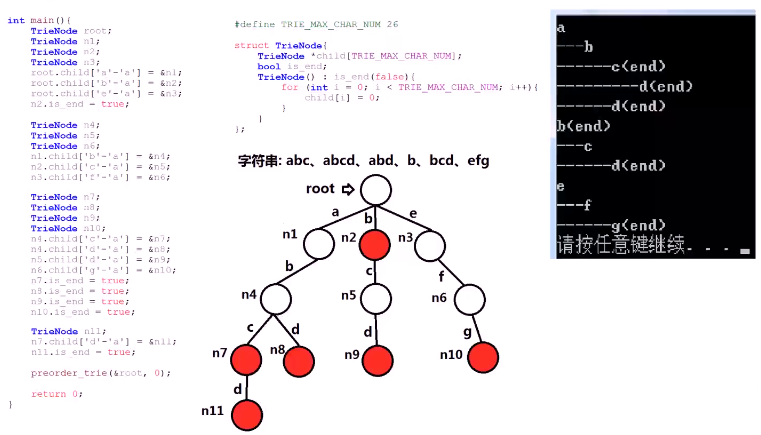 int main(){
TrieNode root;
TrieNode n1;
TrieNode n2;
TrieNode n3;
root.child['a'-'a'] = &n1;
root.child['b'-'a'] = &n2;
root.child['e'-'a'] = &n3;
n2.is_end = true;
TrieNode n4;
TrieNode n5;
TrieNode n6;
n1.child['b'-'a'] = &n4;
n2.child['c'-'a'] = &n5;
n3.child['f'-'a'] = &n6;
TrieNode n7;
TrieNode n8;
TrieNode n9;
TrieNode n10;
n4.child['c'-'a'] = &n7;
n4.child['d'-'a'] = &n8;
n5.child['d'-'a'] = &n9;
n6.child['g'-'a'] = &n10;
n7.is_end = true;
n8.is_end = true;
n9.is_end = true;
n10.is_end = true;
TrieNode n11;
n7.child['d'-'a'] = &n11;
n11.is_end = true;
preorder_trie(&root, 0);
return 0;
}
#define TRIE_MAX_CHAR_NUM 26
struct TrieNode{
TrieNode *child[TRIE_MAX_CHAR_NUM];
bool is_end;
TrieNode() : is_end(false){
for (int i = 0; i < TRIE_MAX_CHAR_NUM; i++){
child[i] = 0;
}
}
};
字符串: abc、abcd、abd、b、bcd、efg
root
a b e
n1 n2 n3
b c f
n4 n5 n6
c d d g
n7 n8 n9 n10
d
n11
a
---b
------c(end)
---------d(end)
------d(end)
b(end)
---c
------d(end)
e
---f
------g(end)
请按任意键继续. . .